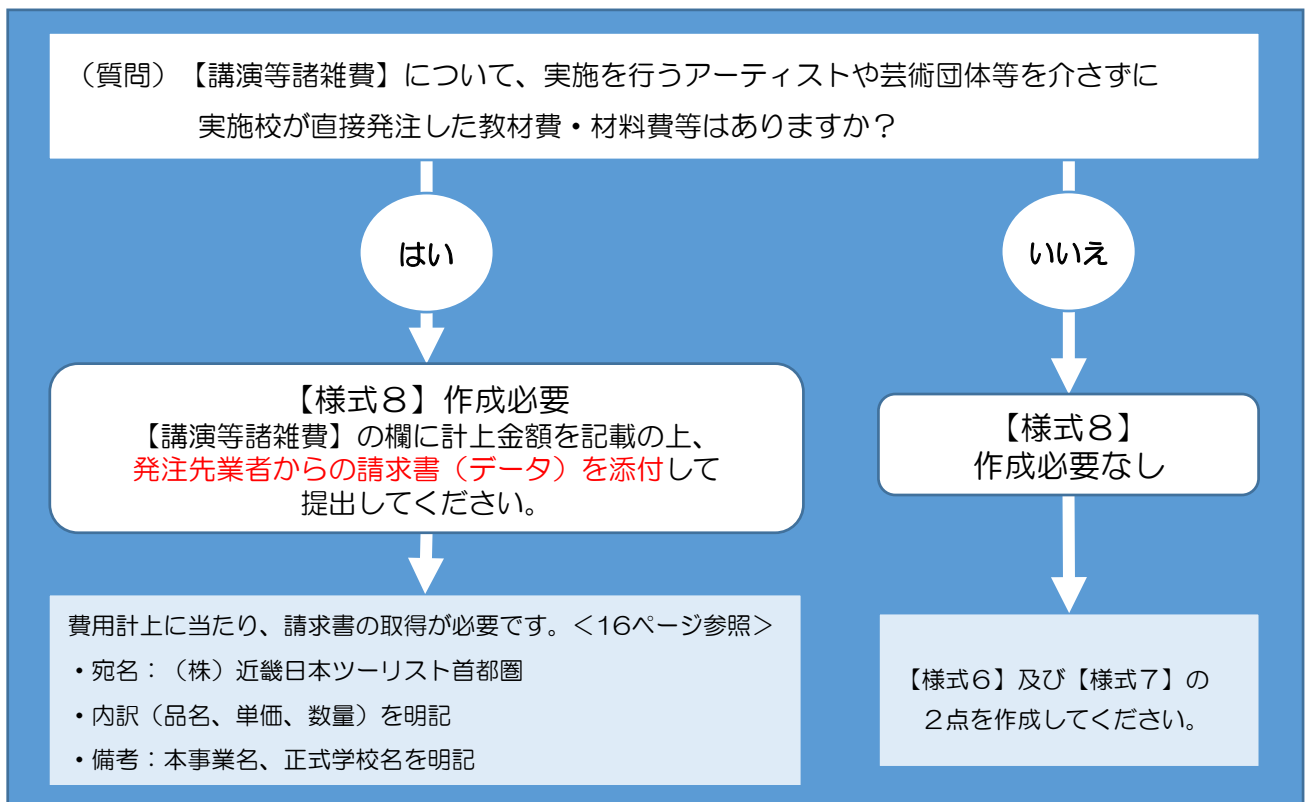 （質問）【講演等諸雑費】について、実施を行うアーティストや芸術団体等を介さずに
実施校が直接発注した教材費・材料費等はありますか？
はい
いいえ
【様式８】作成必要
【講演等諸雑費】の欄に計上金額を記載の上、
発注先業者からの請求書（データ）を添付して
提出してください。
【様式８】
作成必要なし
費用計上に当たり、請求書の取得が必要です。＜16ページ参照＞
・宛名：（株）近畿日本ツーリスト首都圏
・内訳（品名、単価、数量）を明記
・備考：本事業名、正式学校名を明記
【様式６】及び【様式７】の
２点を作成してください。